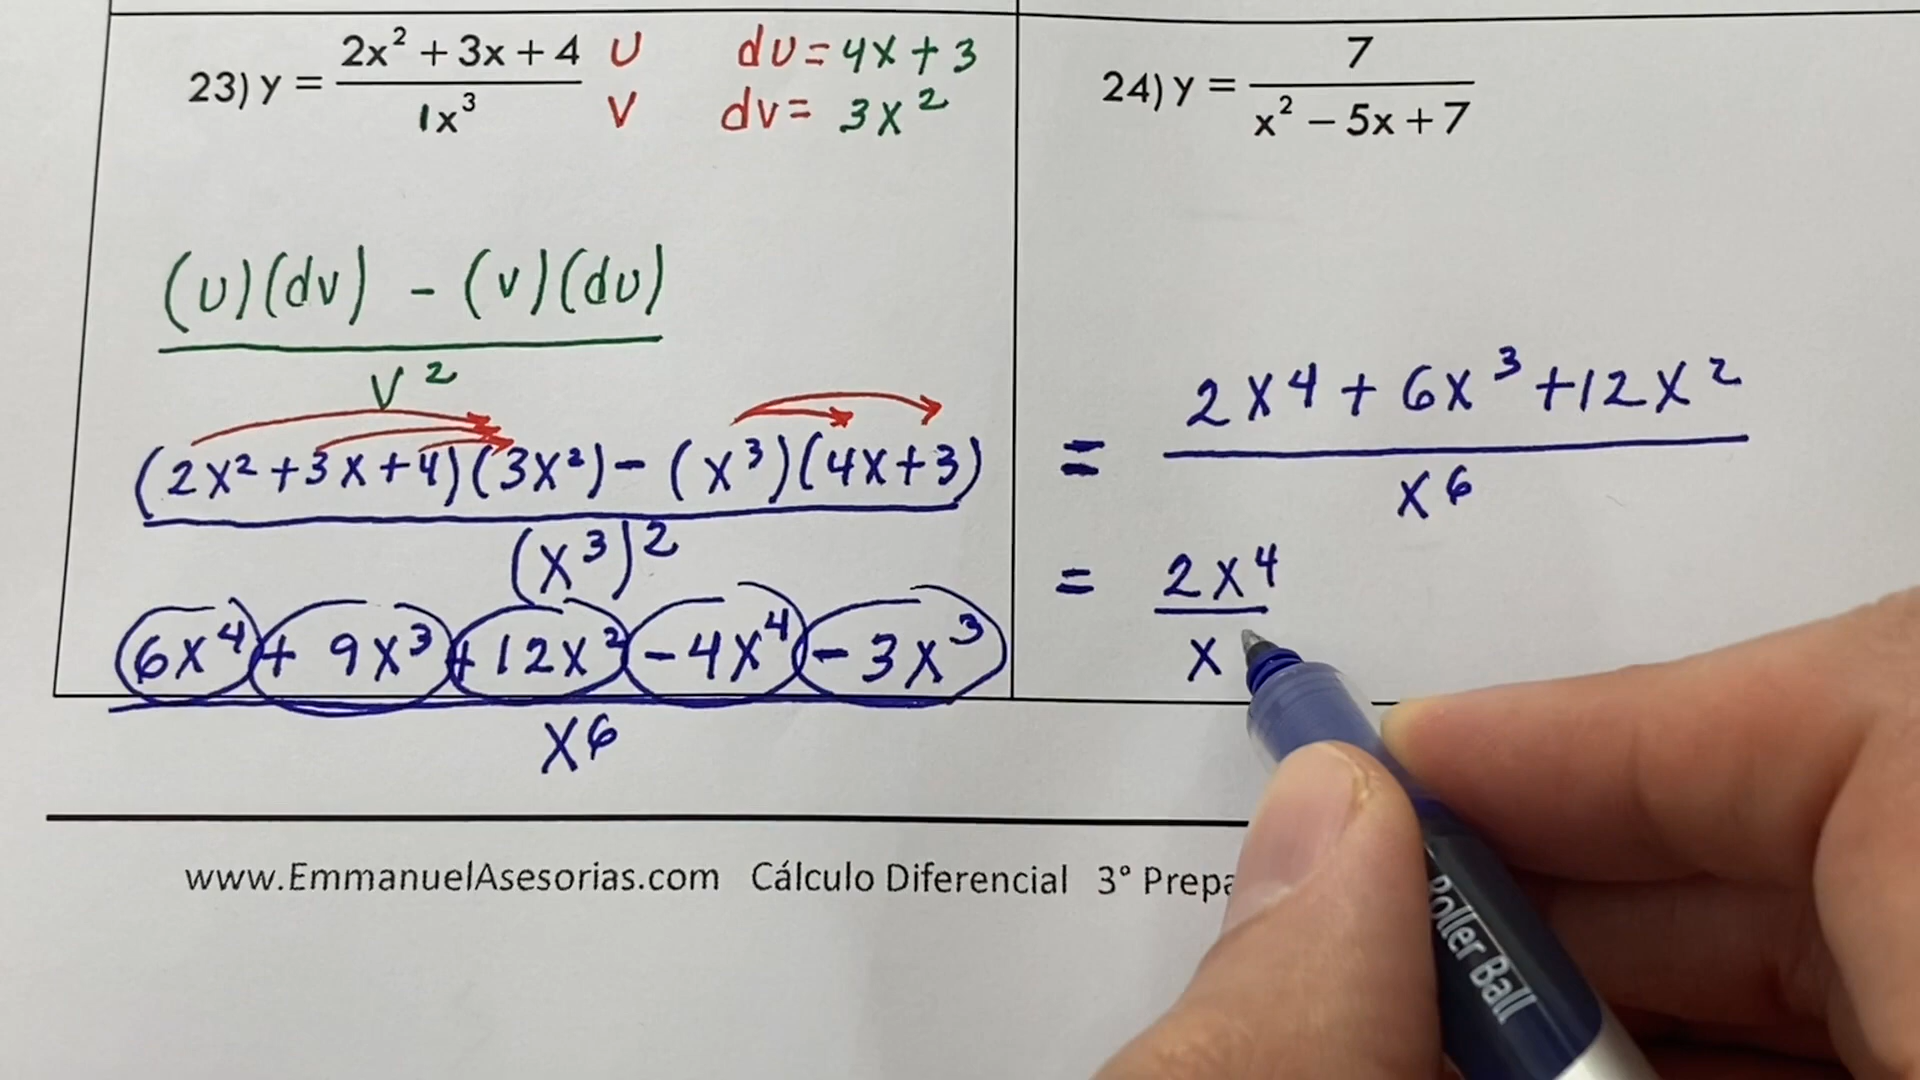 23) y = (2x² + 3x + 4) / (1x³) U du = 4x + 3
V dv = 3x²
(u)(dv) - (v)(du)
V²
(2x² + 3x + 4)(3x²) - (x³)(4x + 3)
(x³)²
6x⁴ + 9x³ + 12x² - 4x⁴ - 3x³
x⁶
24) y = 7 / (x² - 5x + 7)
= (2x⁴ + 6x³ + 12x²) / x⁶
= 2x⁴ / x
www.EmmanuelAsesorias.com Cálculo Diferencial 3° Prepa
Roller Ball